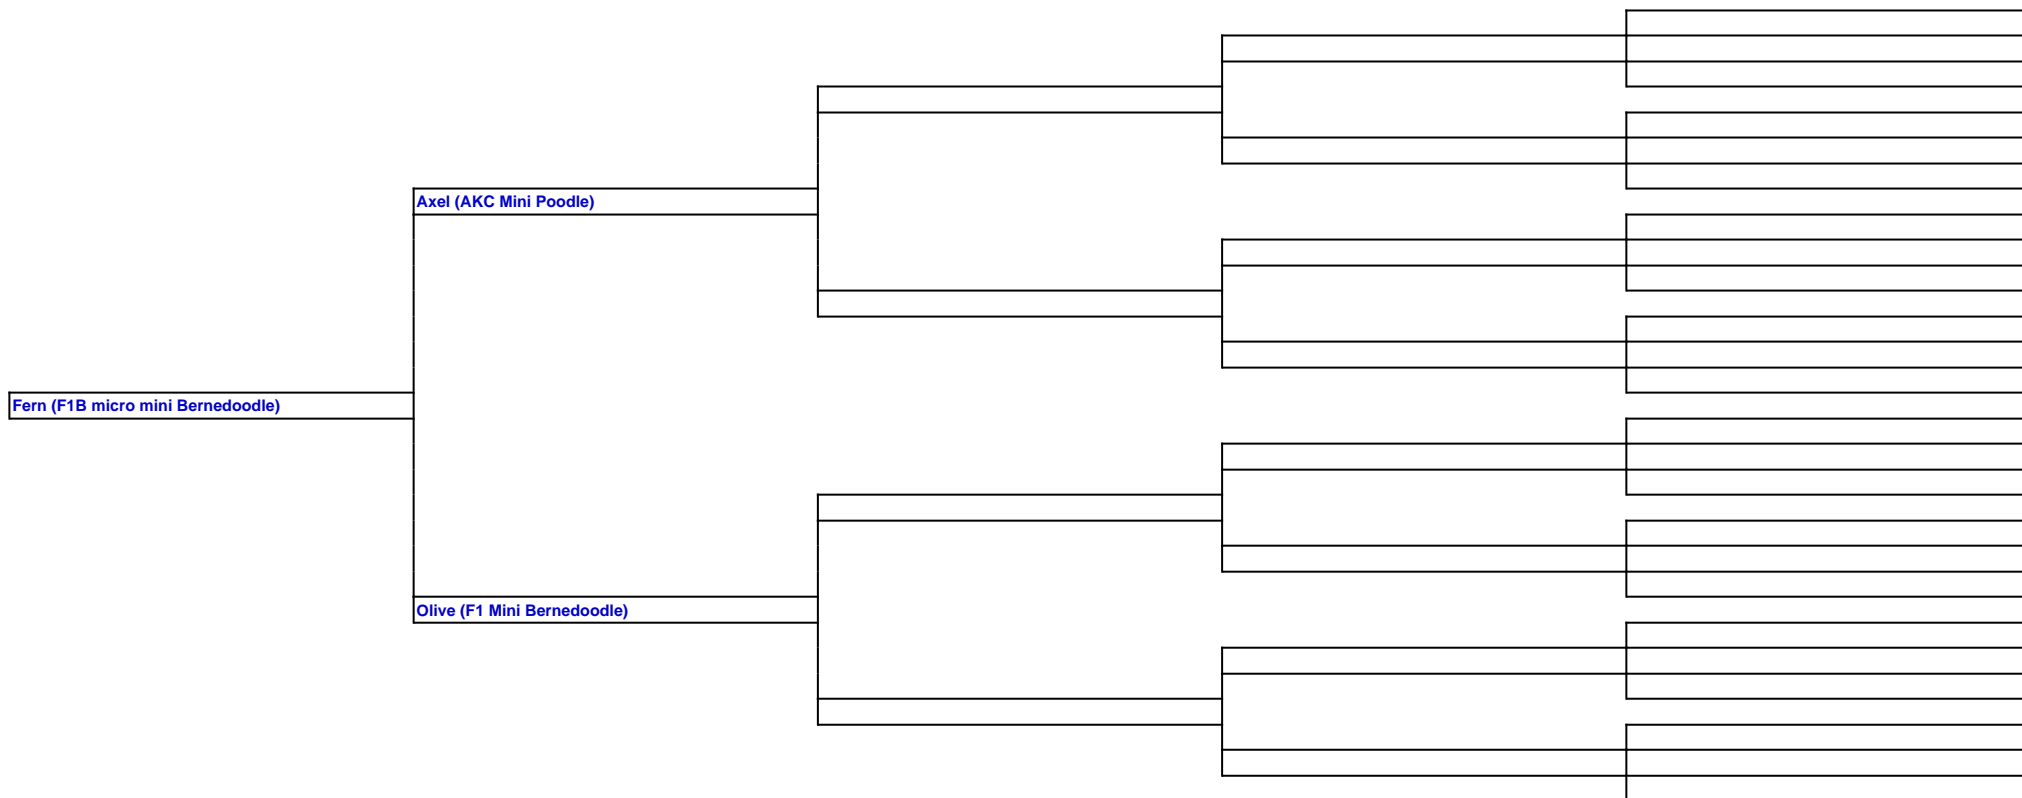 Axel (AKC Mini Poodle)
Fern (F1B micro mini Bernedoodle)
Olive (F1 Mini Bernedoodle)